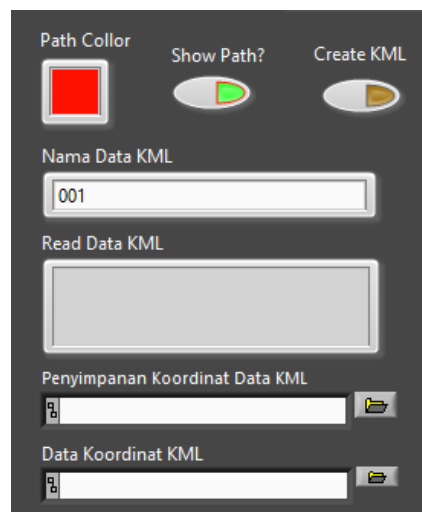 Path Collor
Show Path?
Create KML
Nama Data KML
001
Read Data KML
Penyimpanan Koordinat Data KML
Data Koordinat KML